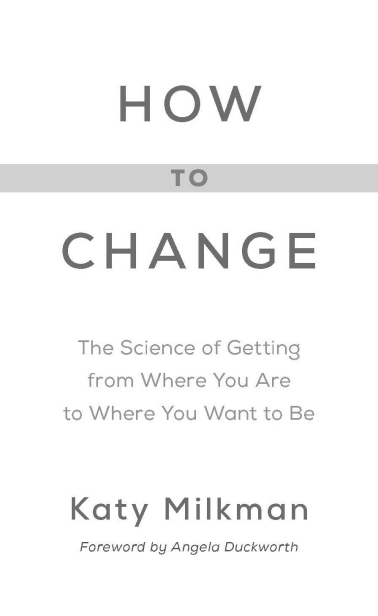 HOW
TO
CHANGE
The Science of Getting
from Where You Are
to Where You Want to Be
Katy Milkman
Foreword by Angela Duckworth